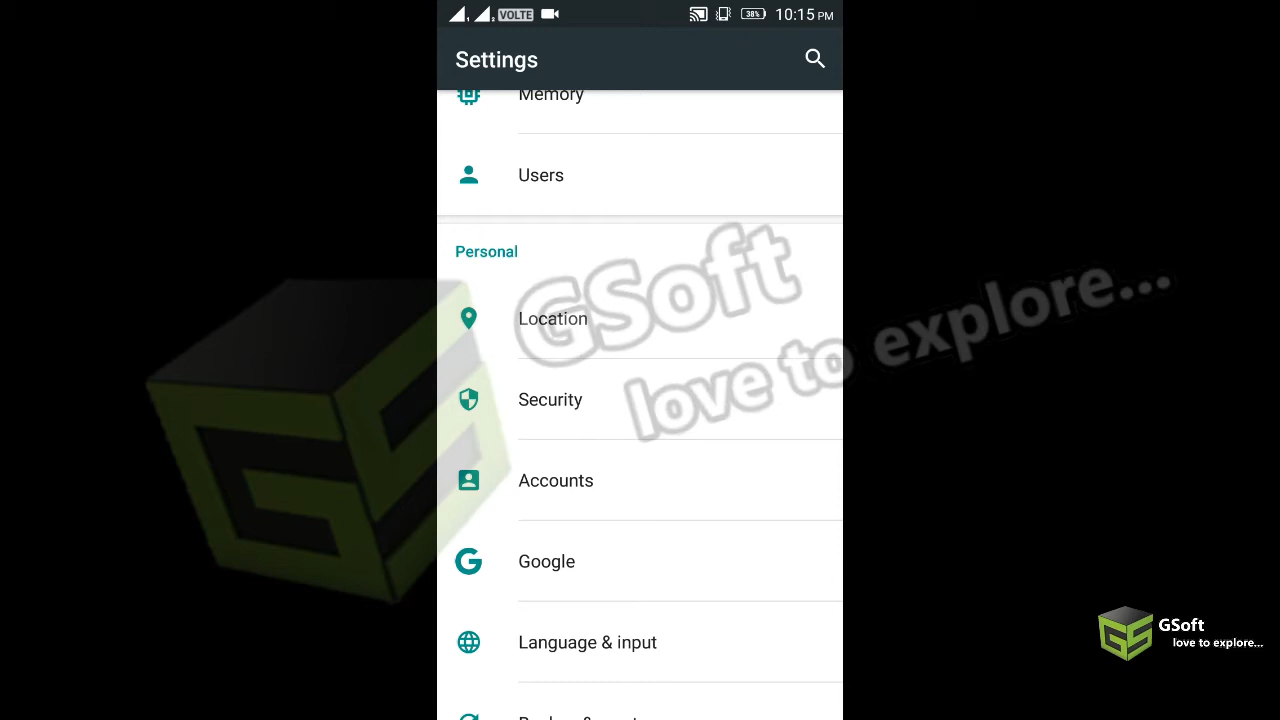 VOLTE 38% 10:15 PM
Settings
Memory
Users
Personal
GSoft
Location
love to explore...
Security
Accounts
Google
Language & input
GSoft
love to explore...